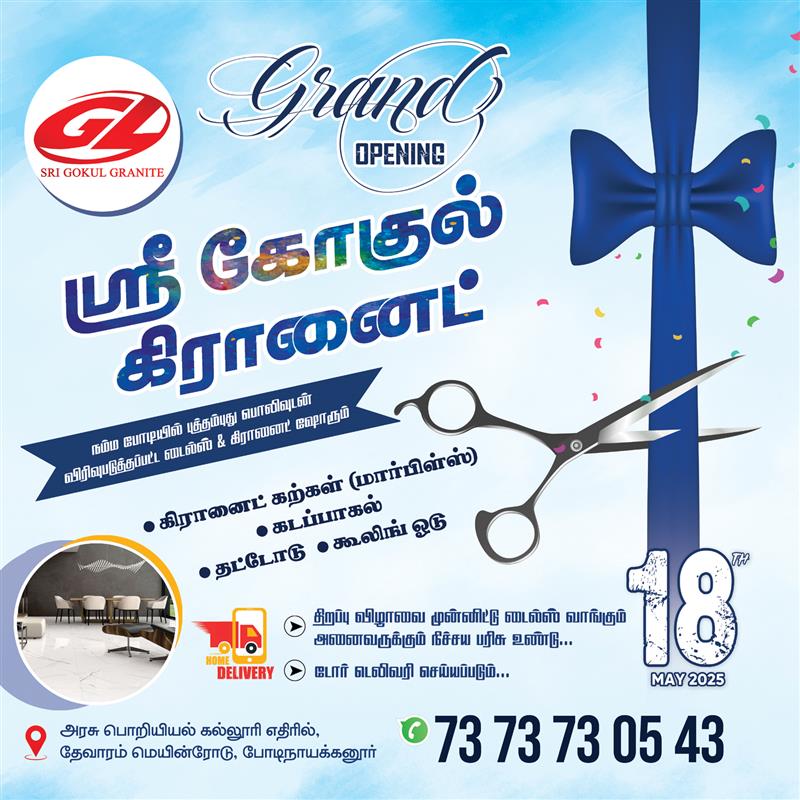 GL
SRI GOKUL GRANITE
Grand
OPENING
ஸ்ரீ கோகுல்
கிரானைட்
நம்ம போடியில் புத்தம்புது பொலிவுடன்
விரிவுபடுத்தப்பட்ட டைல்ஸ் & கிரானைட் ஷோரூம்
• கிரானைட் கற்கள் (மார்பிள்ஸ்)
• கடப்பாகல்
• தட்டோடு • கூலிங் ஓடு
திறப்பு விழாவை முன்னிட்டு டைல்ஸ் வாங்கும்
அனைவருக்கும் நிச்சய பரிசு உண்டு...
டோர் டெலிவரி செய்யப்படும்...
HOME
DELIVERY
18TH
MAY 2025
அரசு பொறியியல் கல்லூரி எதிரில்,
தேவாரம் மெயின்ரோடு, போடிநாயக்கனூர்
73 73 73 05 43